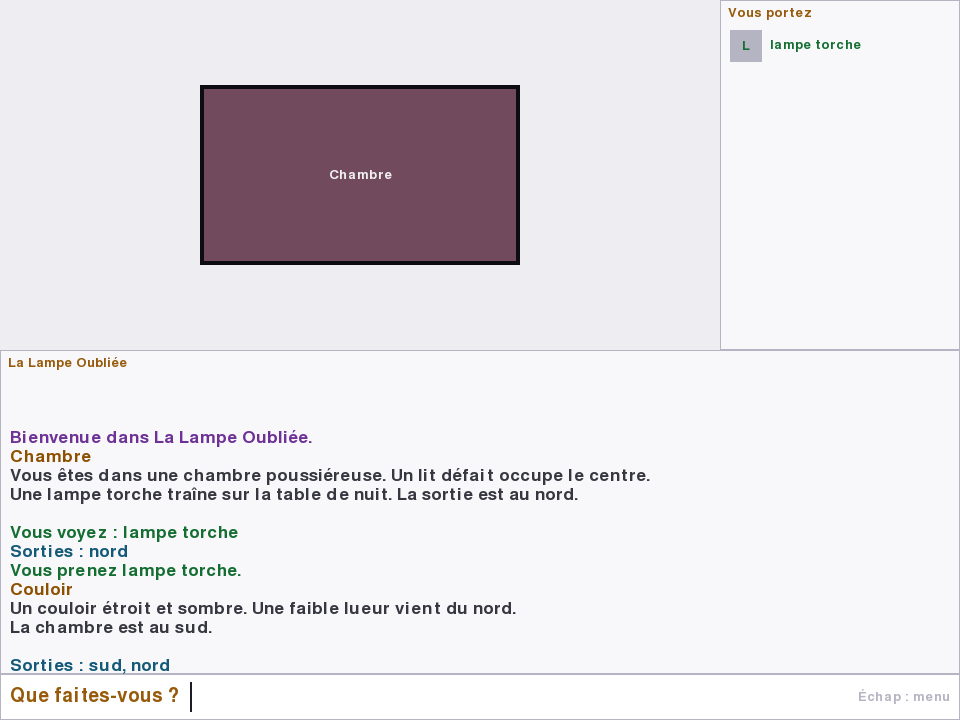 Vous portez
L lampe torche
Chambre
La Lampe Oubliée
Bienvenue dans La Lampe Oubliée.
Chambre
Vous êtes dans une chambre poussiéreuse. Un lit défait occupe le centre.
Une lampe torche traîne sur la table de nuit. La sortie est au nord.
Vous voyez : lampe torche
Sorties : nord
Vous prenez lampe torche.
Couloir
Un couloir étroit et sombre. Une faible lueur vient du nord.
La chambre est au sud.
Sorties : sud, nord
Que faites-vous ?
Échap : menu